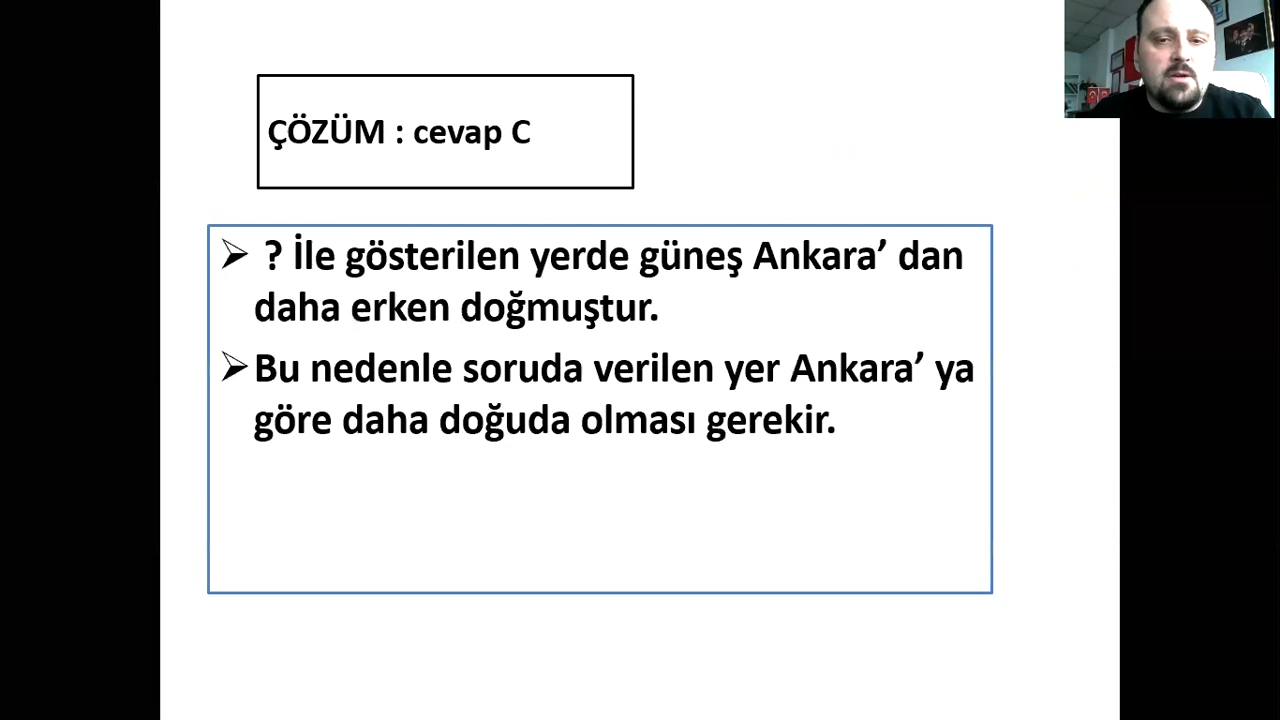 ÇÖZÜM : cevap C
? İle gösterilen yerde güneş Ankara’ dan
daha erken doğmuştur.
Bu nedenle soruda verilen yer Ankara’ ya
göre daha doğuda olması gerekir.